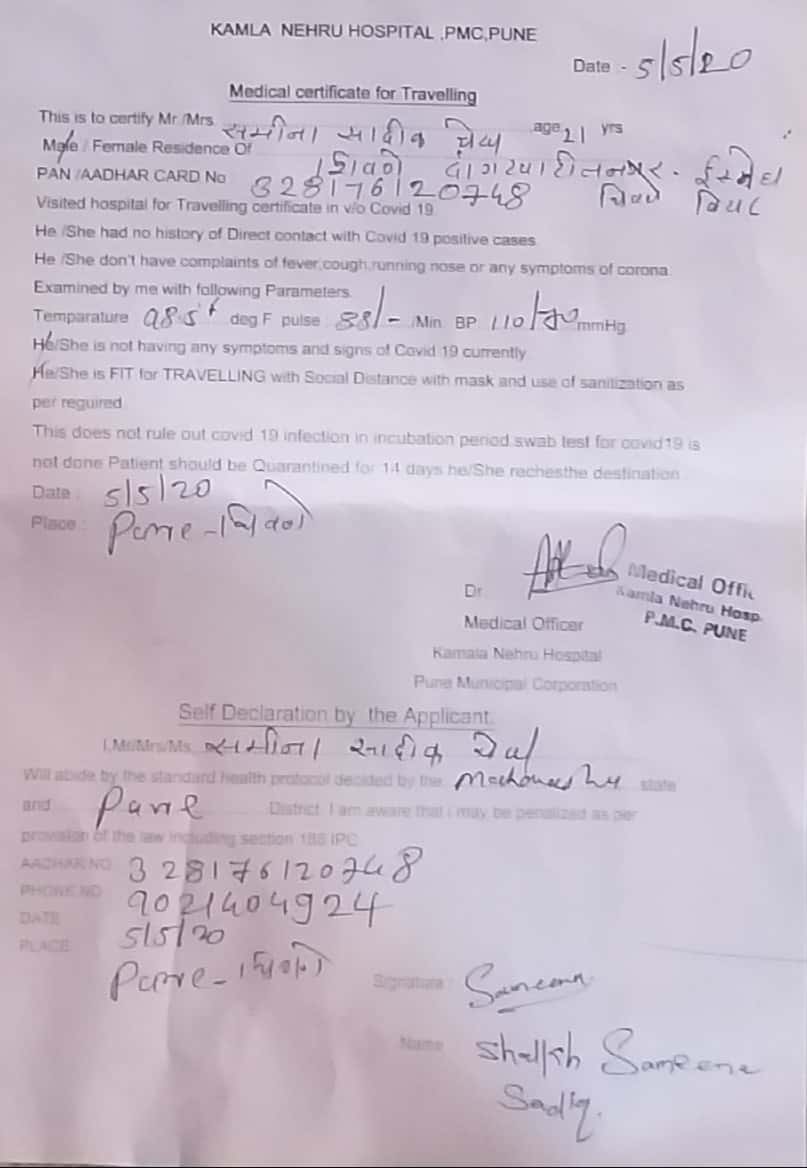 KAMLA NEHRU HOSPITAL ,PMC,PUNE
Date - 5/5/20
Medical certificate for Travelling
This is to certify Mr./Mrs. समीना सादीक शेख age 21 yrs
Male / Female Residence Of
PAN /AADHAR CARD No 328176120748
Visited hospital for Travelling certificate in v/o Covid 19.
He /She had no history of Direct contact with Covid 19 positive cases.
He /She don't have complaints of fever,cough,running nose or any symptoms of corona.
Examined by me with following Parameters.
Temparature 98.5 f deg F pulse 88/- /Min BP 110/70 mmHg.
He/She is not having any symptoms and signs of Covid 19 currently.
He/She is FIT for TRAVELLING with Social Distance with mask and use of sanitization as
per reguired.
This does not rule out covid 19 infection in incubation period.swab test for covid19 is
not done Patient should be Quarantined for 14 days he/She rechesthe destination.
Date : 5/5/20
Place : Pune -
Dr.
Medical Offic
Kamla Nehru Hosp.
P.M.C. PUNE
Medical Officer
Kamala Nehru Hospital
Pune Municipal Corporation
Self Declaration by the Applicant.
I,Mr/Mrs/Ms. समीना सादीक शेख
Will abide by the standard health protocol decided by the state
and Pune District. I am aware that i may be penalized as per
provision of the law including section 188 IPC
AADHAR NO 328176120748
PHONE NO 9021404924
DATE 5/5/20
PLACE Pune -
Signature : Sameena
Name Shaikh Sameena
Sadiq.